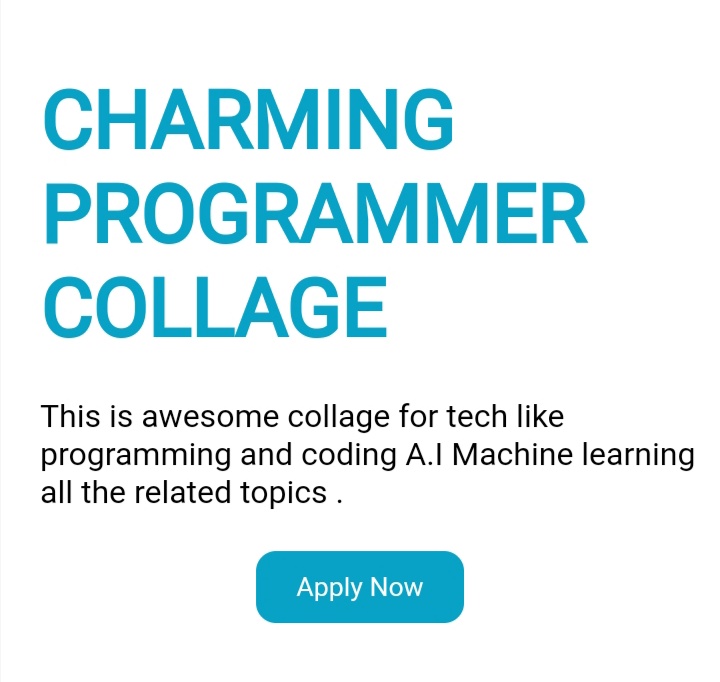 CHARMING
PROGRAMMER
COLLAGE
This is awesome collage for tech like
programming and coding A.I Machine learning
all the related topics .
Apply Now